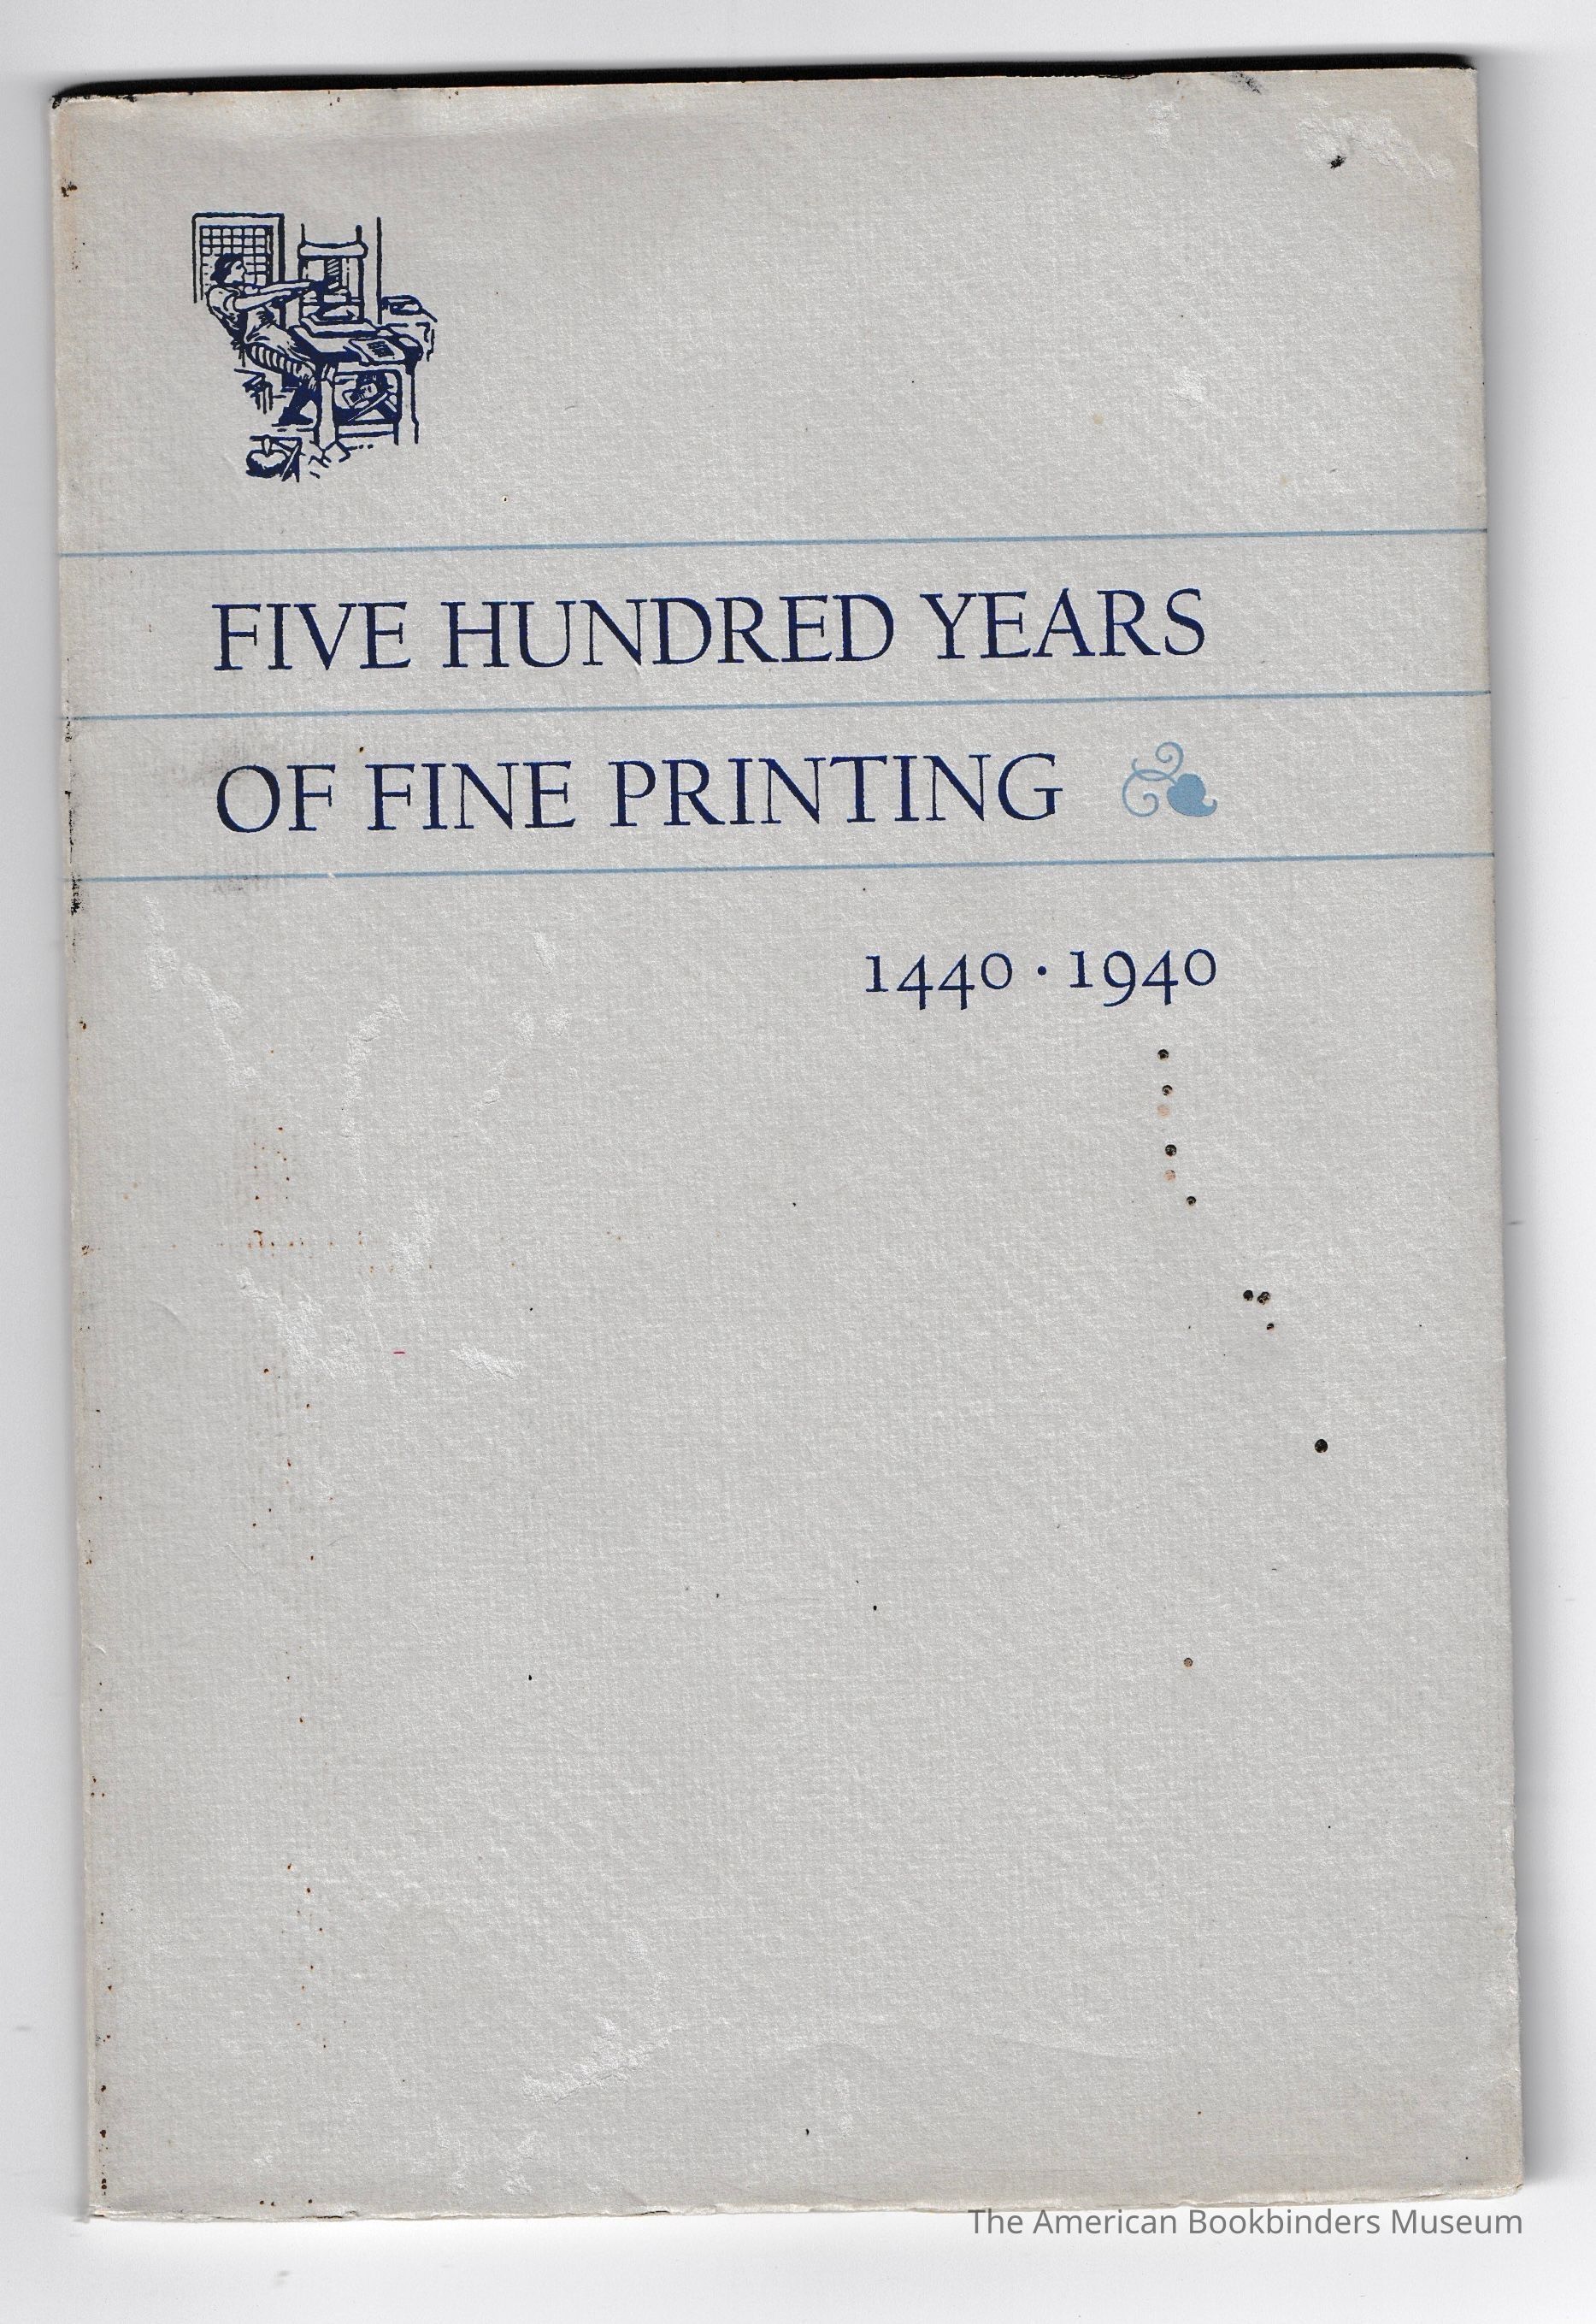 FIVE HUNDRED YEARS
OF FINE PRINTING
1440 · 1940
The American Bookbinders Museum